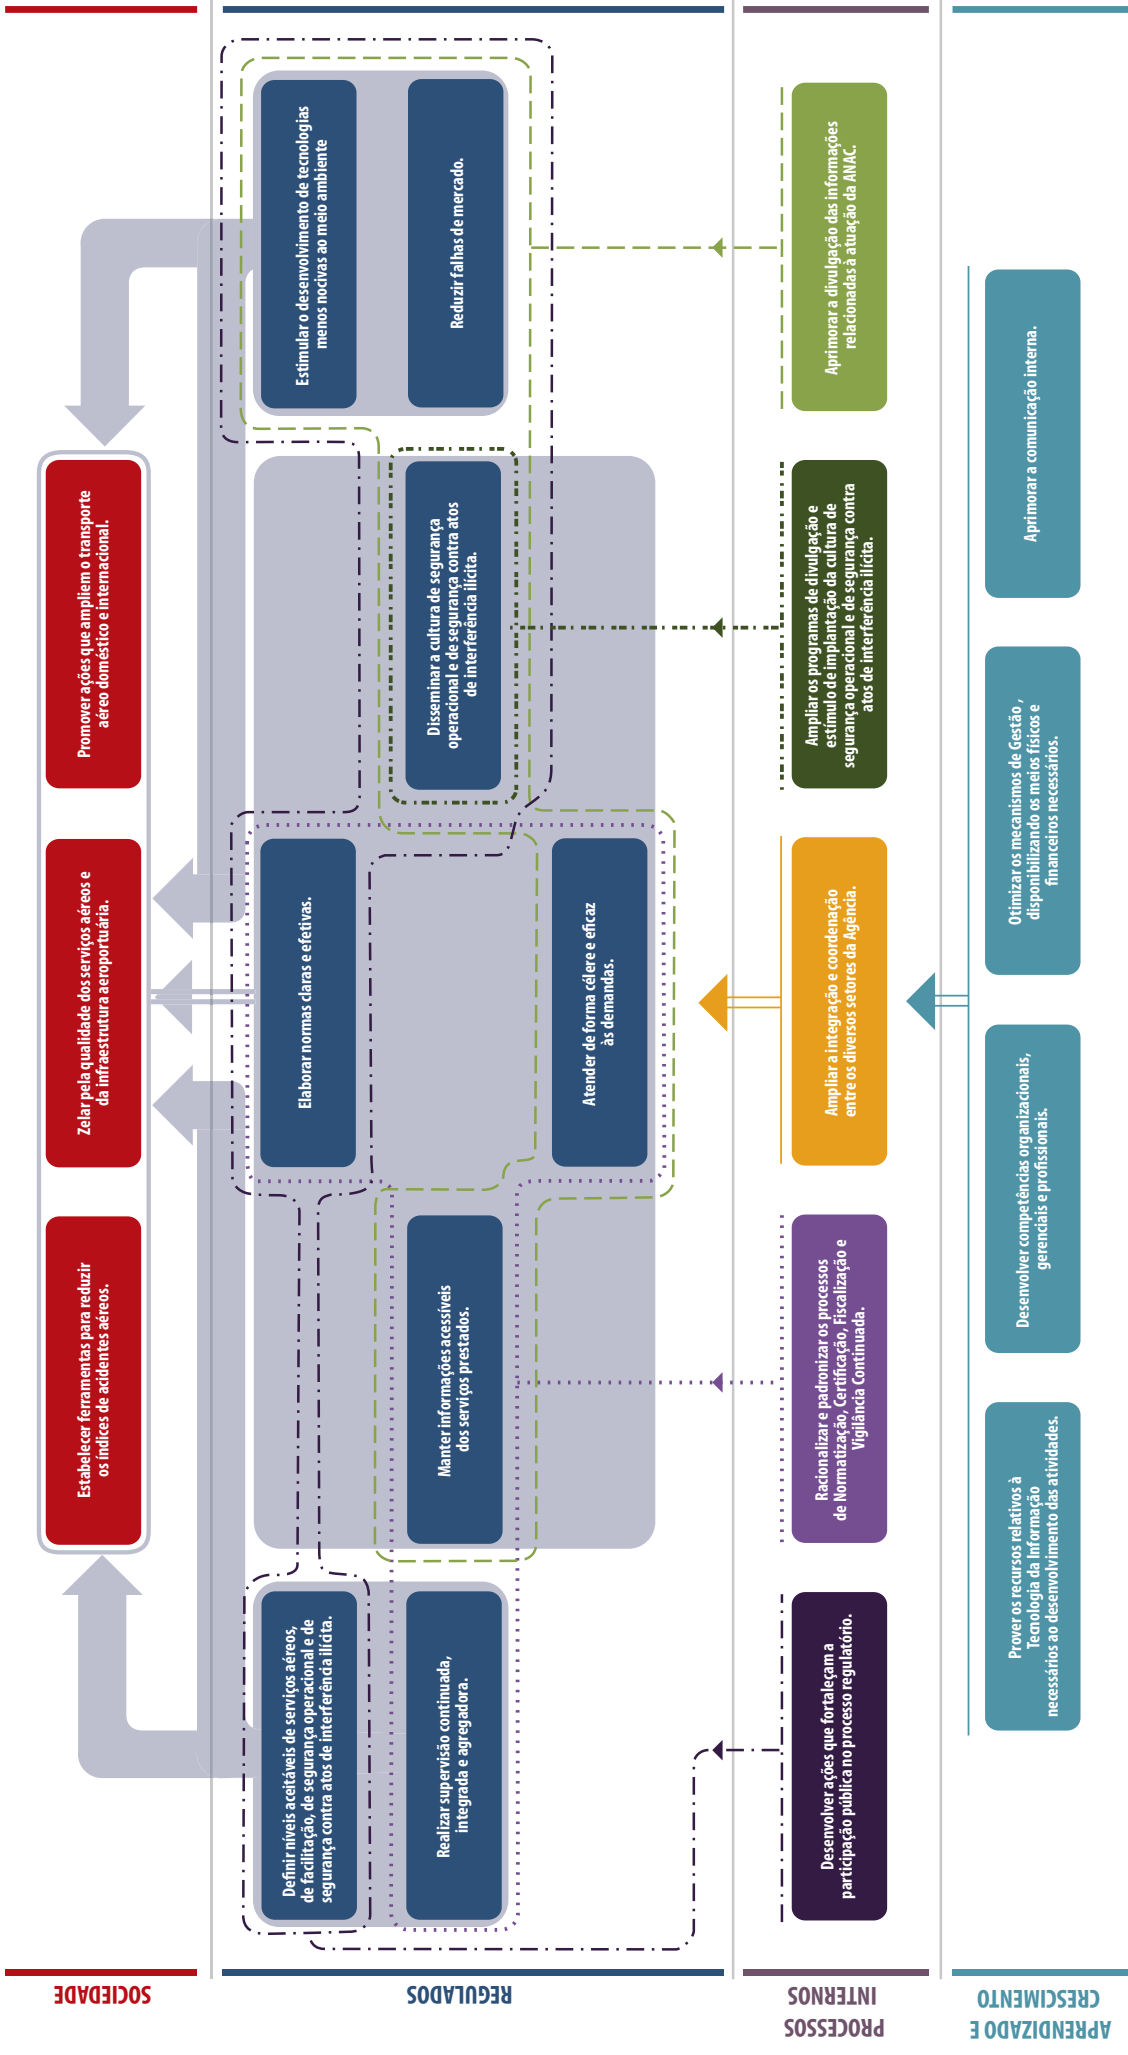 SOCIEDADE
Estabelecer ferramentas para reduzir
os índices de acidentes aéreos.
Zelar pela qualidade dos serviços aéreos e
da infraestrutura aeroportuária.
Promover ações que ampliem o transporte
aéreo doméstico e internacional.
REGULADOS
Definir níveis aceitáveis de serviços aéreos,
de facilitação, de segurança operacional e de
segurança contra atos de interferência ilícita.
Realizar supervisão continuada,
integrada e agregadora.
Manter informações acessíveis
dos serviços prestados.
Elaborar normas claras e efetivas.
Atender de forma célere e eficaz
às demandas.
Disseminar a cultura de segurança
operacional e de segurança contra atos
de interferência ilícita.
Estimular o desenvolvimento de tecnologias
menos nocivas ao meio ambiente
Reduzir falhas de mercado.
PROCESSOS
INTERNOS
Desenvolver ações que fortaleçam a
participação pública no processo regulatório.
Racionalizar e padronizar os processos
de Normatização, Certificação, Fiscalização e
Vigilância Continuada.
Ampliar a integração e coordenação
entre os diversos setores da Agência.
Ampliar os programas de divulgação e
estímulo de implantação da cultura de
segurança operacional e de segurança contra
atos de interferência ilícita.
Aprimorar a divulgação das informações
relacionadas à atuação da ANAC.
APRENDIZADO E
CRESCIMENTO
Prover os recursos relativos à
Tecnologia da Informação
necessários ao desenvolvimento das atividades.
Desenvolver competências organizacionais,
gerenciais e profissionais.
Otimizar os mecanismos de Gestão ,
disponibilizando os meios físicos e
financeiros necessários.
Aprimorar a comunicação interna.